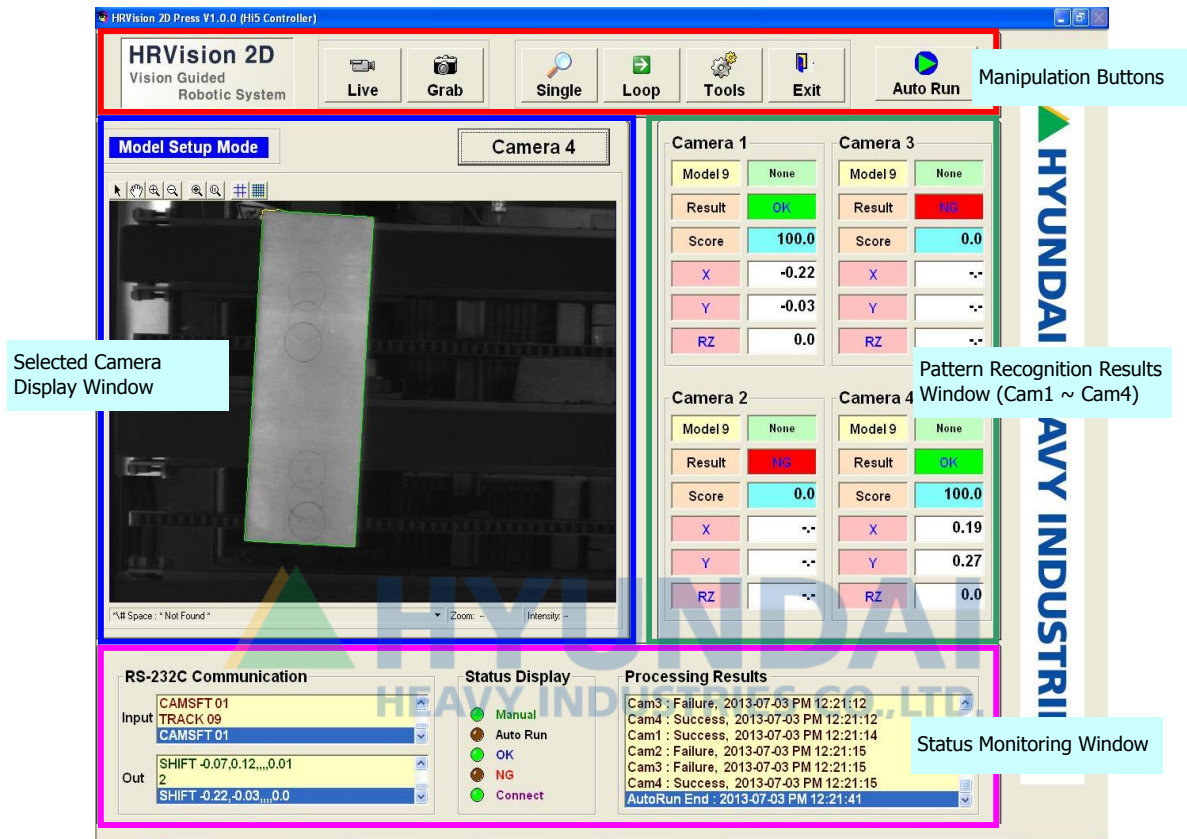 HRVision 2D Press V1.0.0 (Hi5 Controller)
HRVision 2D
Vision Guided
Robotic System
Live
Grab
Single
Loop
Tools
Exit
Auto Run
Manipulation Buttons
Model Setup Mode
Camera 4
Selected Camera
Display Window
*\# Space : * Not Found *
Zoom: --
Intensity: --
Camera 1
Model 9 None
Result OK
Score 100.0
X -0.22
Y -0.03
RZ 0.0
Camera 3
Model 9 None
Result NG
Score 0.0
X -.-
Y -.-
RZ -.-
Camera 2
Model 9 None
Result NG
Score 0.0
X -.-
Y -.-
RZ -.-
Camera 4
Model 9 None
Result OK
Score 100.0
X 0.19
Y 0.27
RZ 0.0
Pattern Recognition Results
Window (Cam1 ~ Cam4)
RS-232C Communication
Input
CAMSFT 01
TRACK 09
CAMSFT 01
Out
SHIFT -0.07,0.12,,,,0.01
2
SHIFT -0.22,-0.03,,,,0.0
Status Display
Manual
Auto Run
OK
NG
Connect
Processing Results
Cam3 : Failure, 2013-07-03 PM 12:21:12
Cam4 : Success, 2013-07-03 PM 12:21:12
Cam1 : Success, 2013-07-03 PM 12:21:14
Cam2 : Failure, 2013-07-03 PM 12:21:15
Cam3 : Failure, 2013-07-03 PM 12:21:15
Cam4 : Success, 2013-07-03 PM 12:21:15
AutoRun End : 2013-07-03 PM 12:21:41
Status Monitoring Window
HYUNDAI
HEAVY INDUSTRIES CO., LTD.
HYUNDAI AVY INDUSTRI